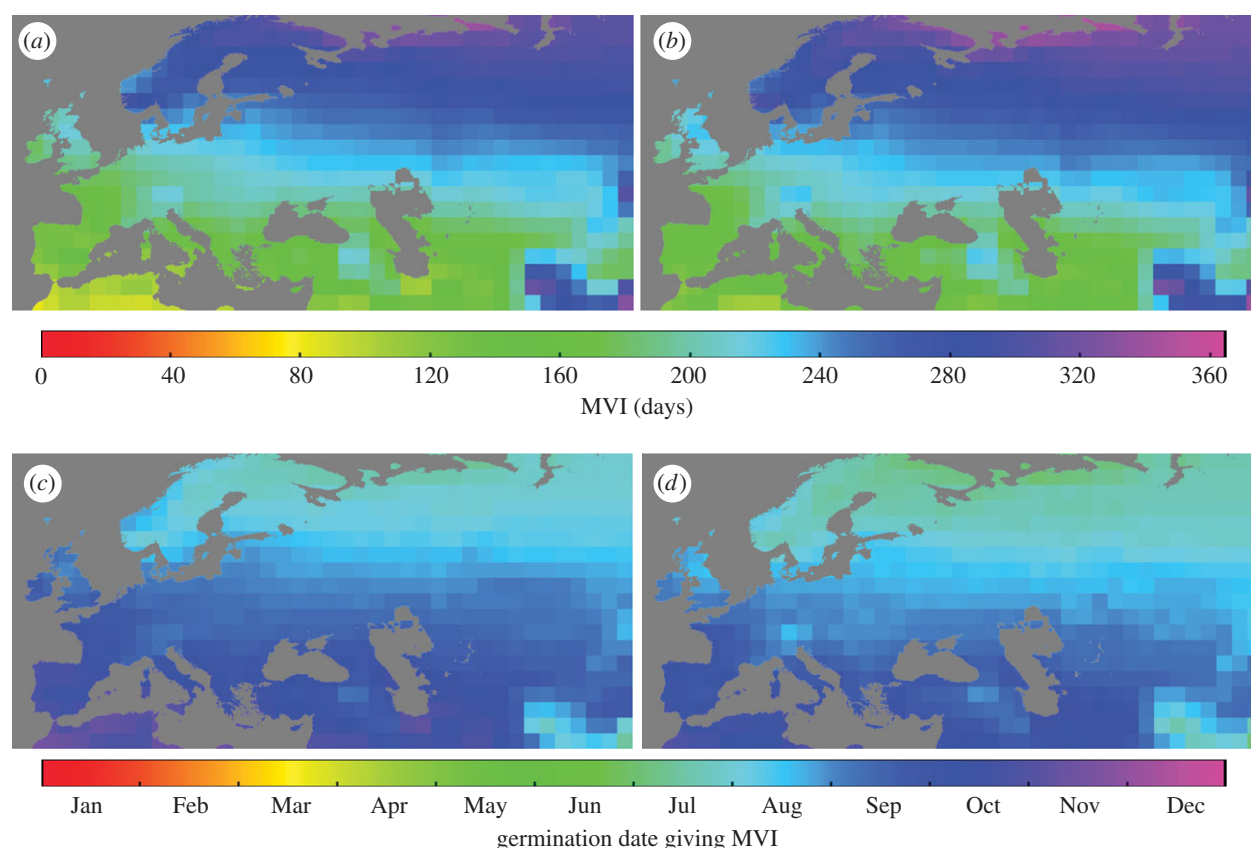 (a) (b)
0 40 80 120 160 200 240 280 320 360
MVI (days)
(c) (d)
Jan Feb Mar Apr May Jun Jul Aug Sep Oct Nov Dec
germination date giving MVI